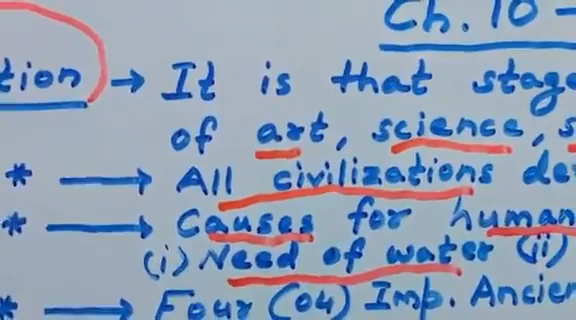 Ch. 10 -
tion → It is that stage
of art, science, s
* → All civilizations de
* → Causes for human
(i) Need of water (ii)
* → Four (04) Imp. Ancien